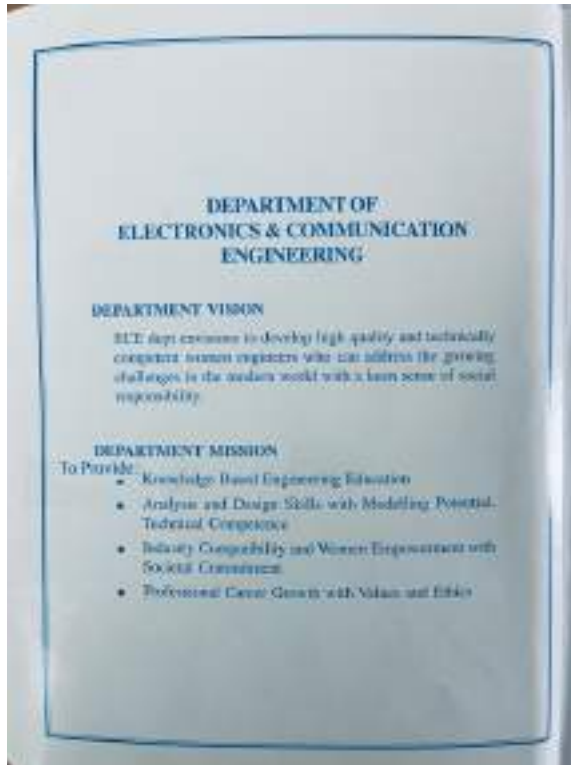 DEPARTMENT OF
ELECTRONICS & COMMUNICATION
ENGINEERING
DEPARTMENT VISION
ECE dept envisions to develop high quality and technically
competent women engineers who can address the growing
challenges in the modern world with a keen sense of social
responsibility.
DEPARTMENT MISSION
To Provide:
• Knowledge Based Engineering Education
• Analysis and Design Skills with Modelling Potential,
Technical Competence
• Industry Compatibility and Women Empowerment with
Societal Commitment
• Professional Career Growth with Values and Ethics